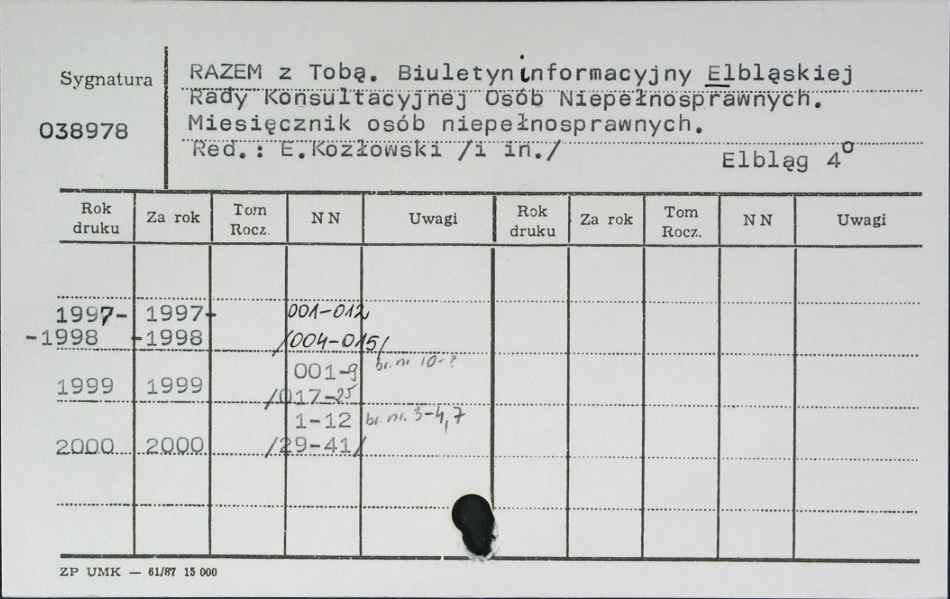 Sygnatura
038978
RAZEM z Tobą. Biuletyn informacyjny Elbląskiej
Rady Konsultacyjnej Osób Niepełnosprawnych.
Miesięcznik osób niepełnosprawnych.
Red.: E.Kozłowski /i in./
Elbląg 4°
Rok druku Za rok Tom Rocz. NN Uwagi Rok druku Za rok Tom Rocz. NN Uwagi
1997- 1997- 001-012
-1998 -1998 /004-015/
001-9 br. nr 10-?
1999 1999 /017-25
1-12 br. nr. 3-4,7
2000 2000 /29-41/
ZP UMK — 61/87 15 000